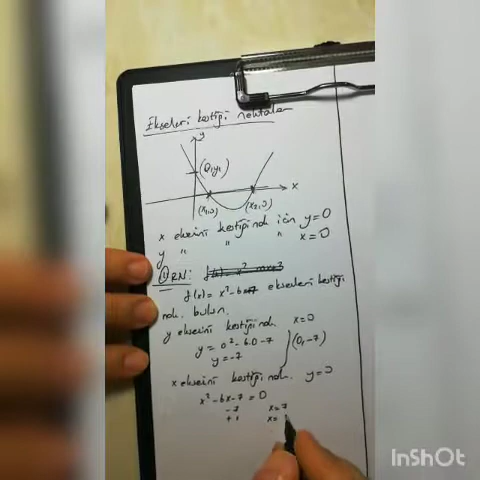 Ekseni kestiği noktalar
y
(0,y₁)
x
(x₁,0) (x₂,0)
x eksenini kestiği nok için y=0
y " " " x=0
ÖRN:
f(x)= x²-6x-7 eksenleri kestiği
nok. bulun.
y eksenini kestiği nok. x=0
y = 0²-6.0-7
y=-7
(0,-7)
x eksenini kestiği nok. y=0
x²-6x-7=0
-7 x=7
+1 x=
InShOt